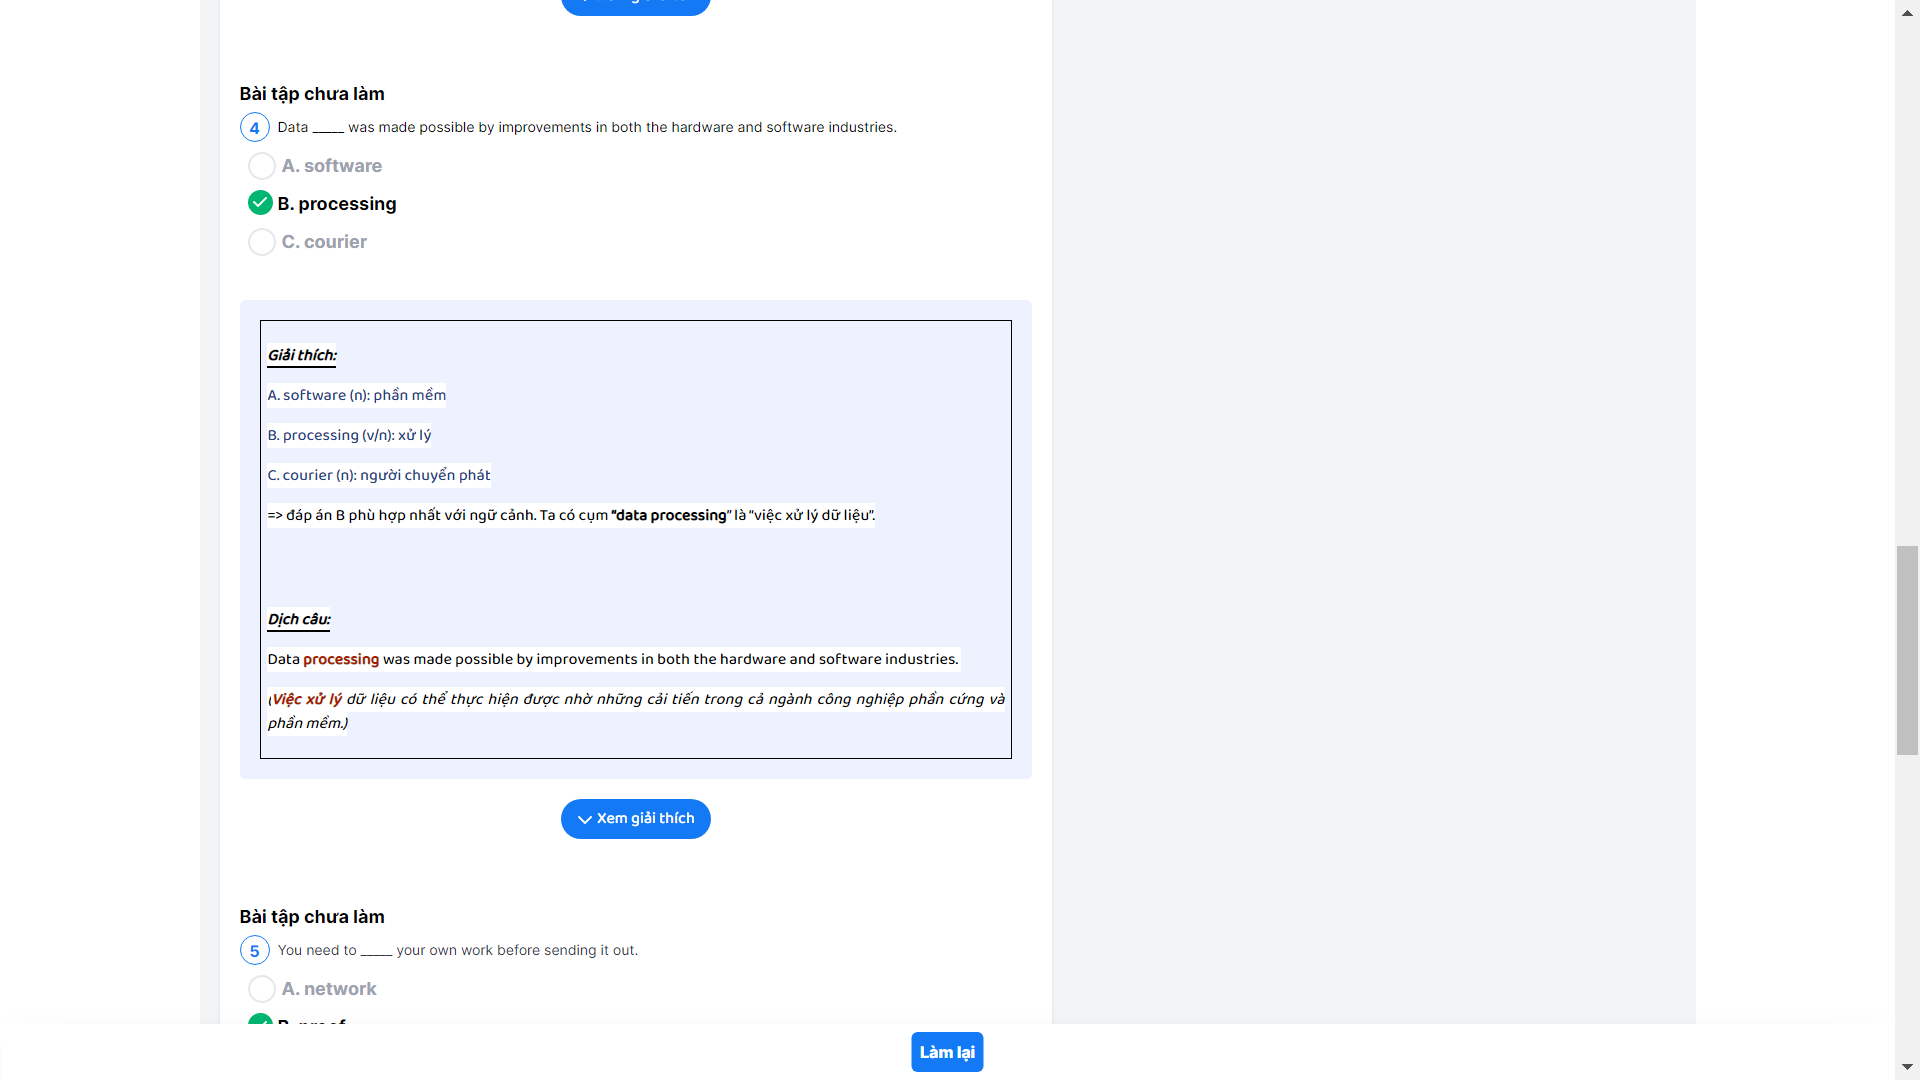 Bài tập chưa làm
4 Data _____ was made possible by improvements in both the hardware and software industries.
A. software
B. processing
C. courier
Giải thích:
A. software (n): phần mềm
B. processing (v/n): xử lý
C. courier (n): người chuyển phát
=> đáp án B phù hợp nhất với ngữ cảnh. Ta có cụm “data processing” là “việc xử lý dữ liệu”.
Dịch câu:
Data processing was made possible by improvements in both the hardware and software industries.
(Việc xử lý dữ liệu có thể thực hiện được nhờ những cải tiến trong cả ngành công nghiệp phần cứng và
phần mềm.)
Xem giải thích
Bài tập chưa làm
5 You need to _____ your own work before sending it out.
A. network
B. proof
Làm lại